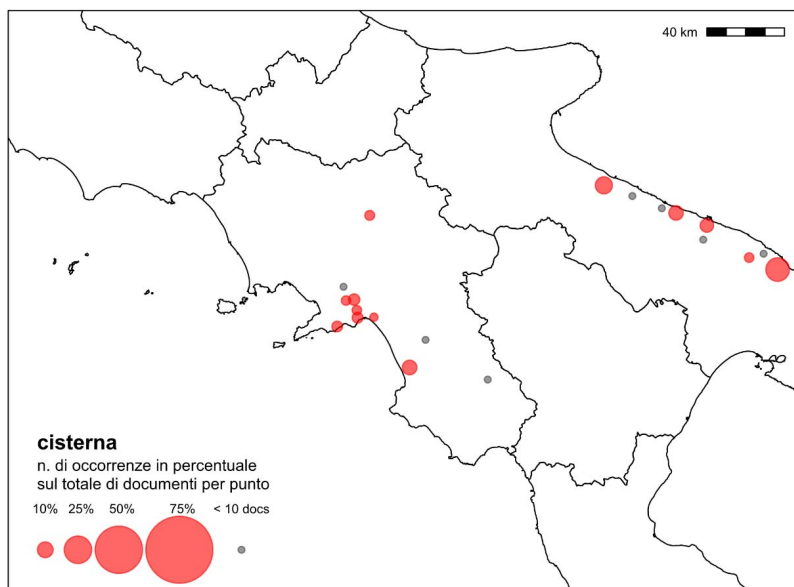 40 km
cisterna
n. di occorrenze in percentuale
sul totale di documenti per punto
10% 25% 50% 75% < 10 docs